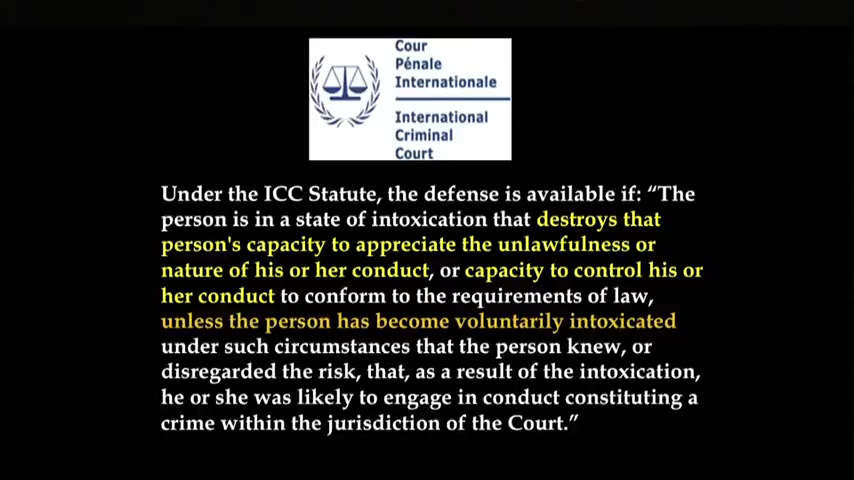 Cour
Pénale
Internationale
International
Criminal
Court
Under the ICC Statute, the defense is available if: “The
person is in a state of intoxication that destroys that
person's capacity to appreciate the unlawfulness or
nature of his or her conduct, or capacity to control his or
her conduct to conform to the requirements of law,
unless the person has become voluntarily intoxicated
under such circumstances that the person knew, or
disregarded the risk, that, as a result of the intoxication,
he or she was likely to engage in conduct constituting a
crime within the jurisdiction of the Court.”